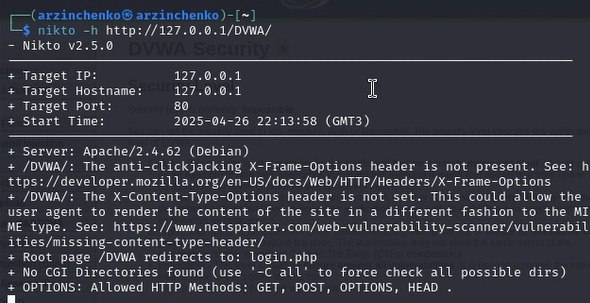 (arzinchenko㉿arzinchenko)-[~]
$ nikto -h http://127.0.0.1/DVWA/
- Nikto v2.5.0
+ Target IP:          127.0.0.1
+ Target Hostname:    127.0.0.1
+ Target Port:        80
+ Start Time:         2025-04-26 22:13:58 (GMT3)
+ Server: Apache/2.4.62 (Debian)
+ /DVWA/: The anti-clickjacking X-Frame-Options header is not present. See: h
ttps://developer.mozilla.org/en-US/docs/Web/HTTP/Headers/X-Frame-Options
+ /DVWA/: The X-Content-Type-Options header is not set. This could allow the
user agent to render the content of the site in a different fashion to the MI
ME type. See: https://www.netsparker.com/web-vulnerability-scanner/vulnerabil
ities/missing-content-type-header/
+ Root page /DVWA redirects to: login.php
+ No CGI Directories found (use '-C all' to force check all possible dirs)
+ OPTIONS: Allowed HTTP Methods: GET, POST, OPTIONS, HEAD .